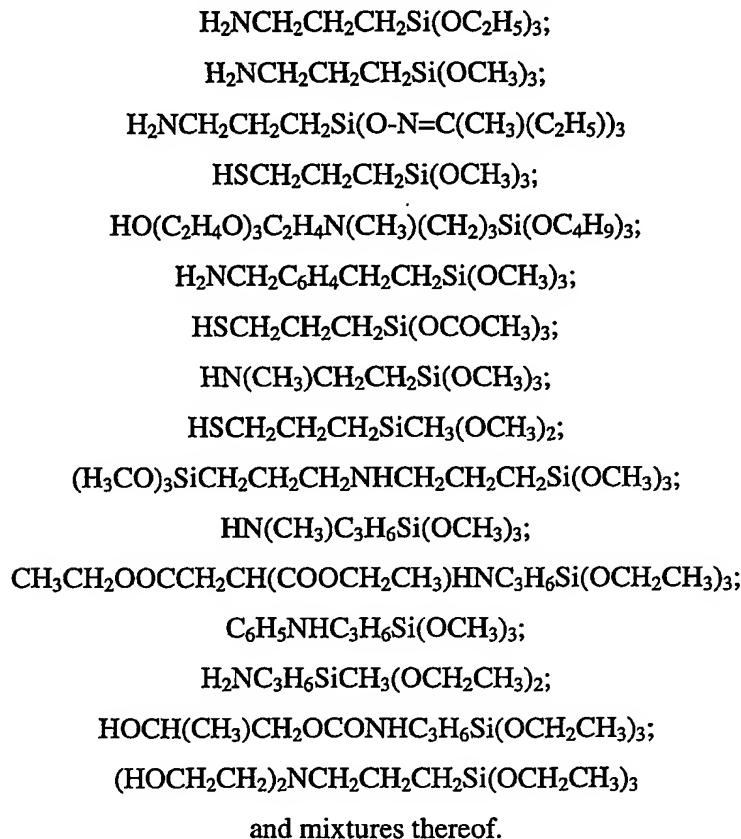 H₂NCH₂CH₂CH₂Si(OC₂H₅)₃;
H₂NCH₂CH₂CH₂Si(OCH₃)₃;
H₂NCH₂CH₂CH₂Si(O-N=C(CH₃)(C₂H₅))₃
HSCH₂CH₂CH₂Si(OCH₃)₃;
HO(C₂H₄O)₃C₂H₄N(CH₃)(CH₂)₃Si(OC₄H₉)₃;
H₂NCH₂C₆H₄CH₂CH₂Si(OCH₃)₃;
HSCH₂CH₂CH₂Si(OCOCH₃)₃;
HN(CH₃)CH₂CH₂Si(OCH₃)₃;
HSCH₂CH₂CH₂SiCH₃(OCH₃)₂;
(H₃CO)₃SiCH₂CH₂CH₂NHCH₂CH₂CH₂Si(OCH₃)₃;
HN(CH₃)C₃H₆Si(OCH₃)₃;
CH₃CH₂OOCCH₂CH(COOCH₂CH₃)HNC₃H₆Si(OCH₂CH₃)₃;
C₆H₅NHC₃H₆Si(OCH₃)₃;
H₂NC₃H₆SiCH₃(OCH₂CH₃)₂;
HOCH(CH₃)CH₂OCONHC₃H₆Si(OCH₂CH₃)₃;
(HOCH₂CH₂)₂NCH₂CH₂CH₂Si(OCH₂CH₃)₃
and mixtures thereof.